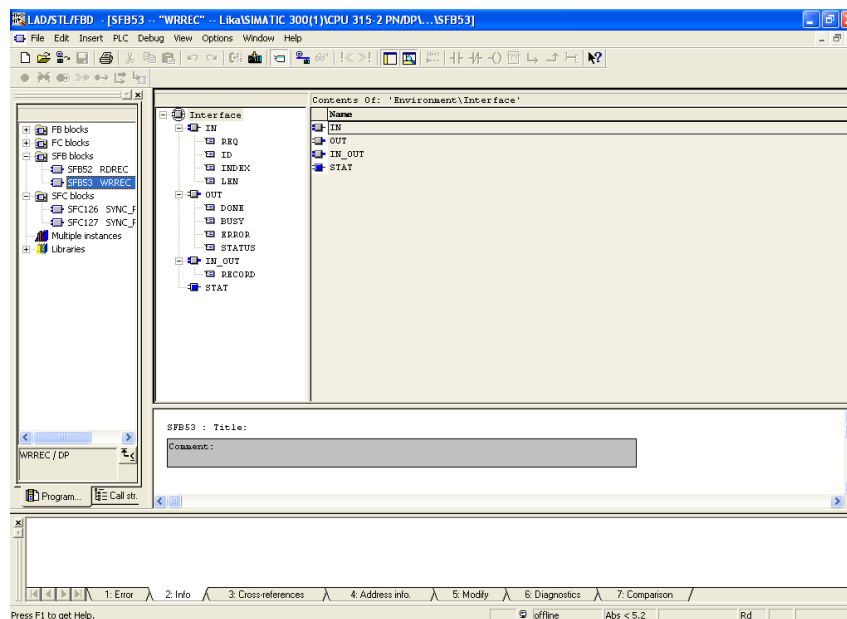 LAD/STL/FBD - [SFB53 -- "WRREC" -- Lika\SIMATIC 300(1)\CPU 315-2 PN/DP\...\SFB53]
File Edit Insert PLC Debug View Options Window Help
Contents Of: 'Environment\Interface'
Name
IN
OUT
IN_OUT
STAT
Interface
IN
REQ
ID
INDEX
LEN
OUT
DONE
BUSY
ERROR
STATUS
IN_OUT
RECORD
STAT
FB blocks
FC blocks
SFB blocks
SFB52 RDREC
SFB53 WRREC
SFC blocks
SFC126 SYNC_F
SFC127 SYNC_F
Multiple instances
Libraries
WRREC / DP
Program... Call str.
SFB53 : Title:
Comment:
1: Error 2: Info 3: Cross-references 4: Address info. 5: Modify 6: Diagnostics 7: Comparison
Press F1 to get Help. offline Abs < 5.2 Rd